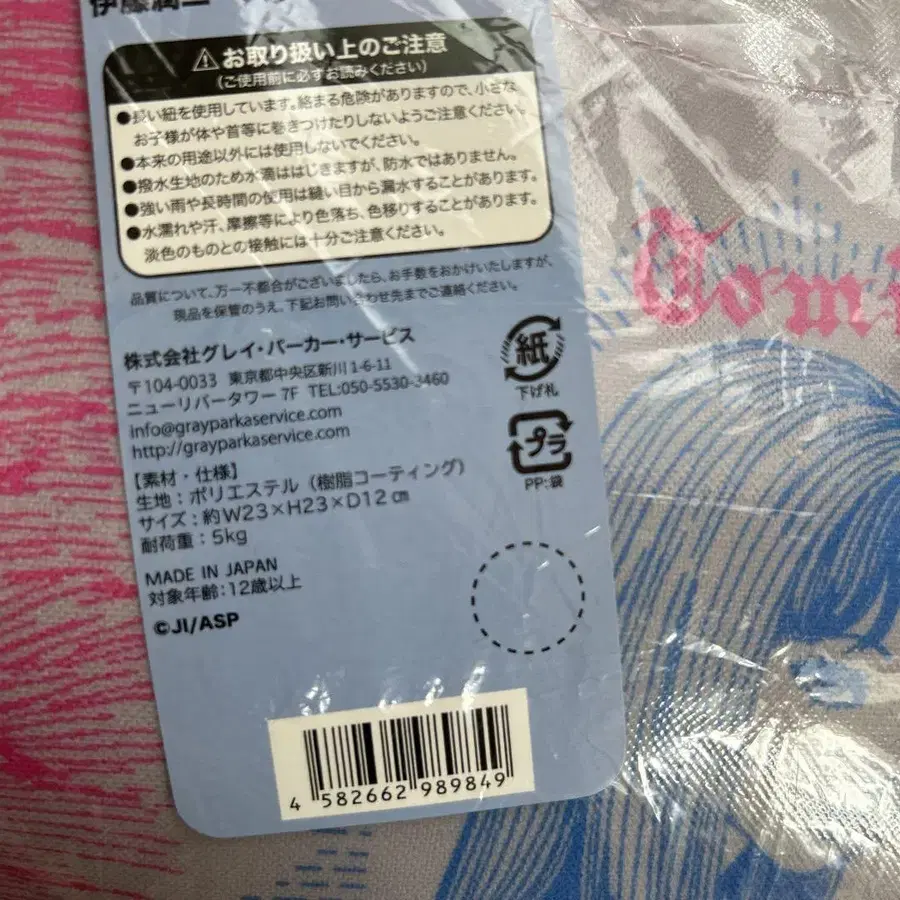 伊藤潤二
⚠お取り扱い上のご注意
(ご使用前に必ずお読みください)
●長い紐を使用しています。絡まる危険がありますので、小さな
お子様が体や首等に巻きつけたりしないようご注意ください。
●本来の用途以外には使用しないでください。
●撥水生地のため水滴ははじきますが、防水ではありません。
●強い雨や長時間の使用は縫い目から漏水することがあります。
●水濡れや汗、摩擦等により色落ち、色移りすることがあります。
淡色のものとの接触には十分ご注意ください。
品質について、万一不都合がございましたら、お手数をおかけいたしますが、
現品を保管のうえ、下記お問い合わせ先までご連絡ください。
株式会社グレイ・パーカー・サービス
〒104-0033 東京都中央区新川1-6-11
ニューリバータワー7F TEL:050-5530-3460
info@grayparkaservice.com
http://grayparkaservice.com
【素材・仕様】
生地：ポリエステル（樹脂コーティング）
サイズ：約W23×H23×D12㎝
耐荷重：5kg
MADE IN JAPAN
対象年齢：12歳以上
©JI/ASP
紙
下げ札
プラ
PP:袋
4 582662 989849
Tomi